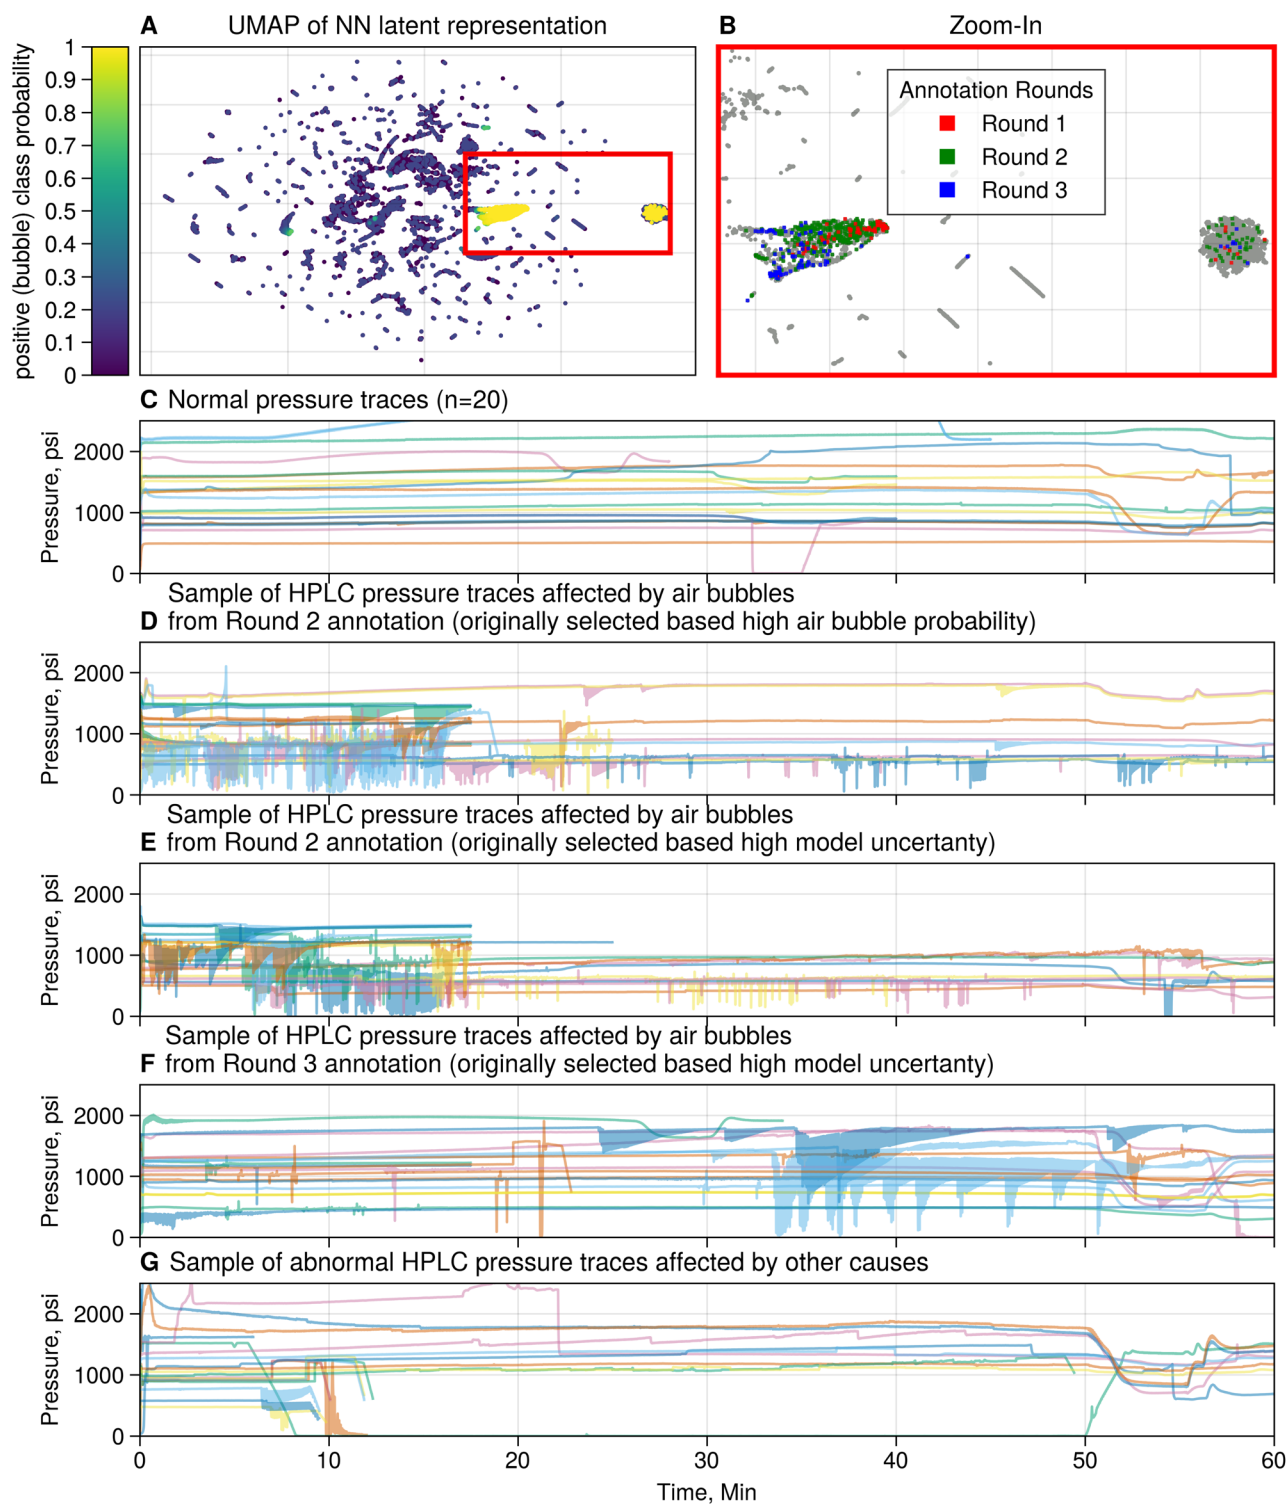 A UMAP of NN latent representation
positive (bubble) class probability
1
0.9
0.8
0.7
0.6
0.5
0.4
0.3
0.2
0.1
0
B Zoom-In
Annotation Rounds
Round 1
Round 2
Round 3
C Normal pressure traces (n=20)
Pressure, psi
2000
1000
0
Sample of HPLC pressure traces affected by air bubbles
D from Round 2 annotation (originally selected based high air bubble probability)
Pressure, psi
2000
1000
0
Sample of HPLC pressure traces affected by air bubbles
E from Round 2 annotation (originally selected based high model uncertanty)
Pressure, psi
2000
1000
0
Sample of HPLC pressure traces affected by air bubbles
F from Round 3 annotation (originally selected based high model uncertanty)
Pressure, psi
2000
1000
0
G Sample of abnormal HPLC pressure traces affected by other causes
Pressure, psi
2000
1000
0
0 10 20 30 40 50 60
Time, Min